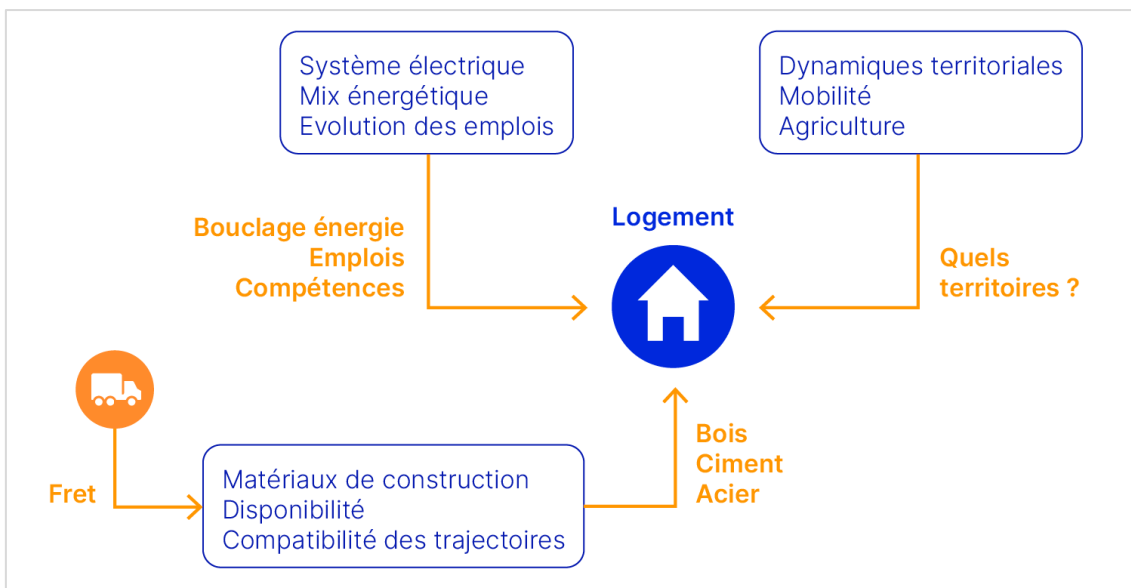 Système électrique
Mix énergétique
Evolution des emplois
Dynamiques territoriales
Mobilité
Agriculture
Bouclage énergie
Emplois
Compétences
Logement
Quels
territoires ?
Fret
Matériaux de construction
Disponibilité
Compatibilité des trajectoires
Bois
Ciment
Acier